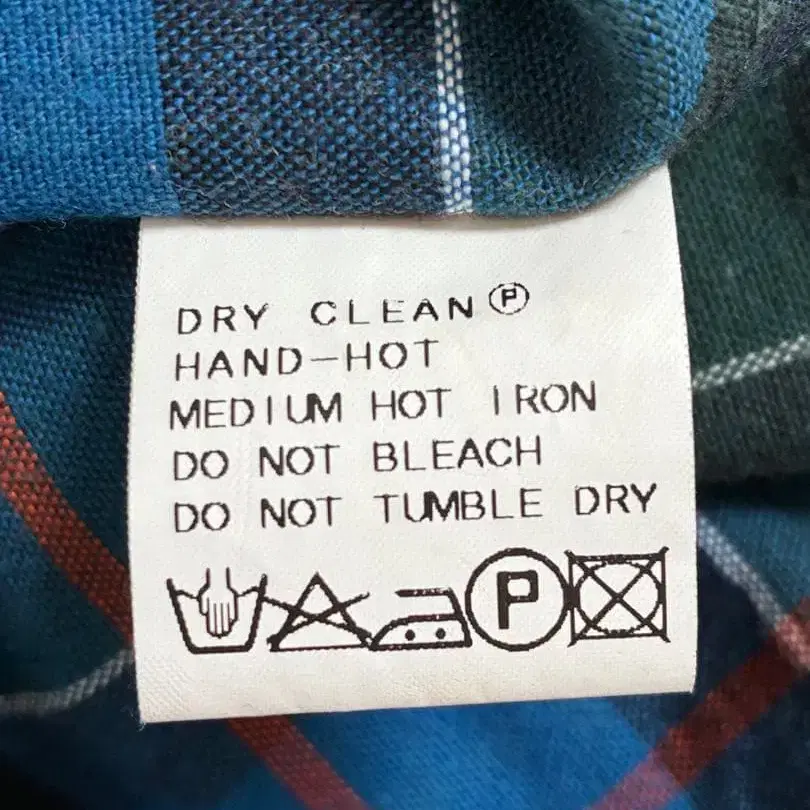 DRY CLEAN Ⓟ
HAND-HOT
MEDIUM HOT IRON
DO NOT BLEACH
DO NOT TUMBLE DRY
P